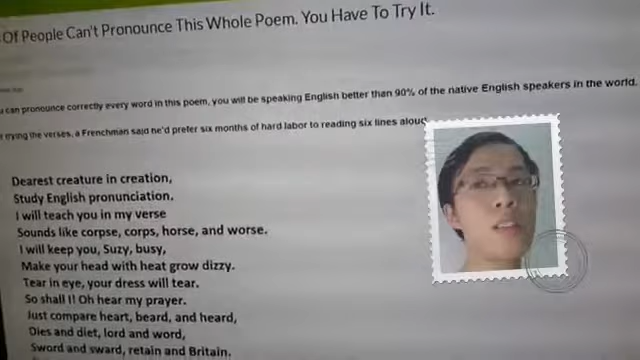 Of People Can't Pronounce This Whole Poem. You Have To Try It.
can pronounce correctly every word in this poem, you will be speaking English better than 90% of the native English speakers in the world.
trying the verses, a Frenchman said he'd prefer six months of hard labor to reading six lines aloud
Dearest creature in creation,
Study English pronunciation.
I will teach you in my verse
Sounds like corpse, corps, horse, and worse.
I will keep you, Suzy, busy,
Make your head with heat grow dizzy.
Tear in eye, your dress will tear.
So shall I! Oh hear my prayer.
Just compare heart, beard, and heard,
Dies and diet, lord and word,
Sword and sward, retain and Britain.